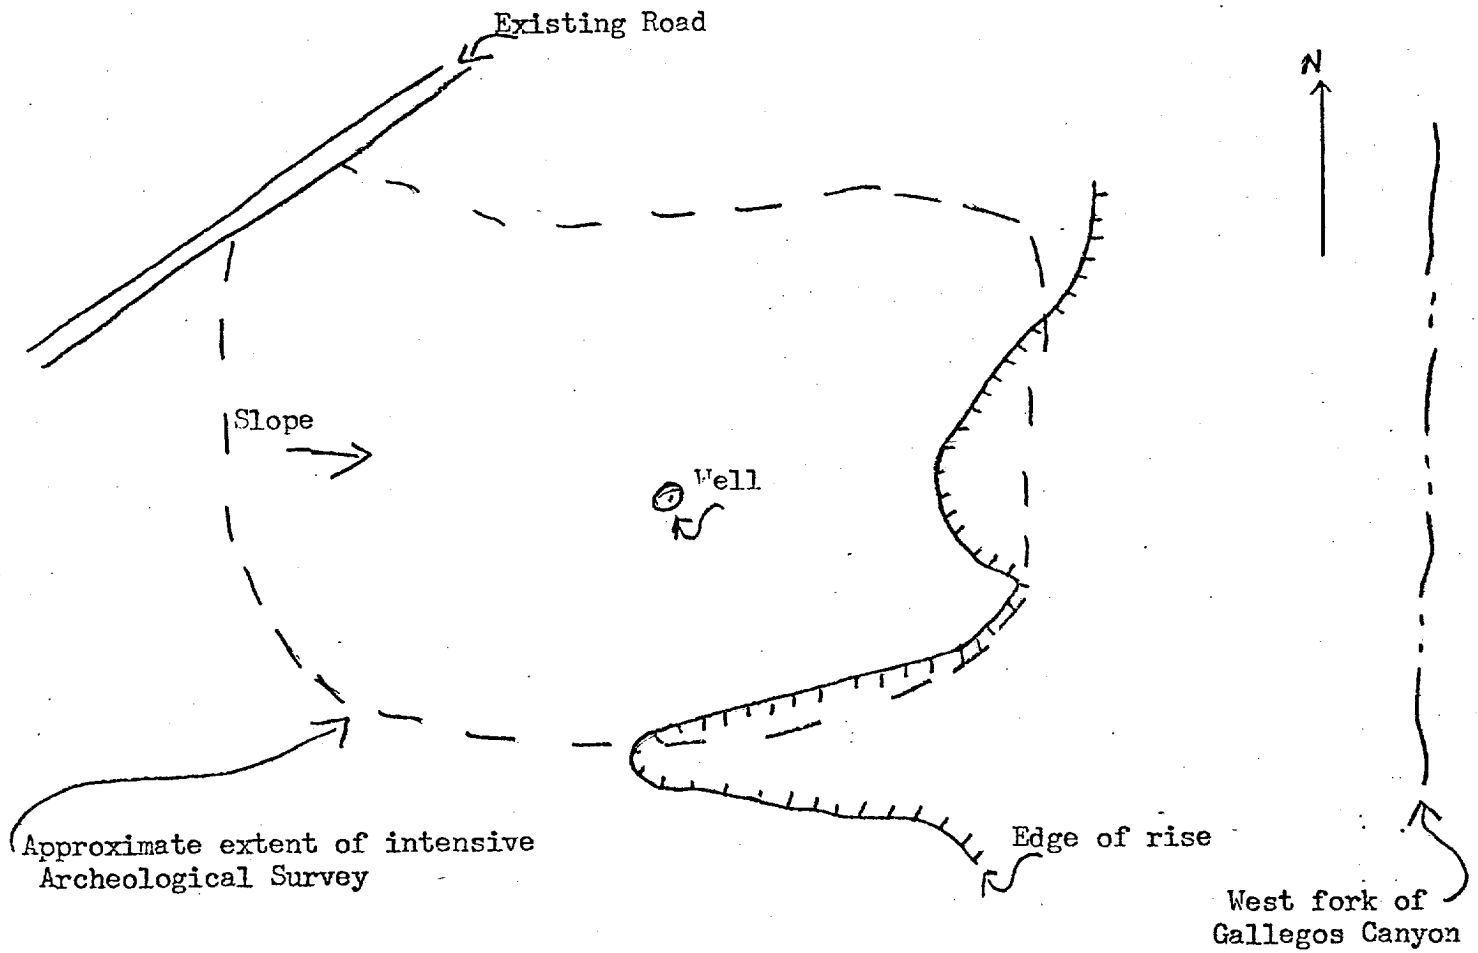 Existing Road
N
Slope
Well
Approximate extent of intensive
Archeological Survey
Edge of rise
West fork of
Gallegos Canyon